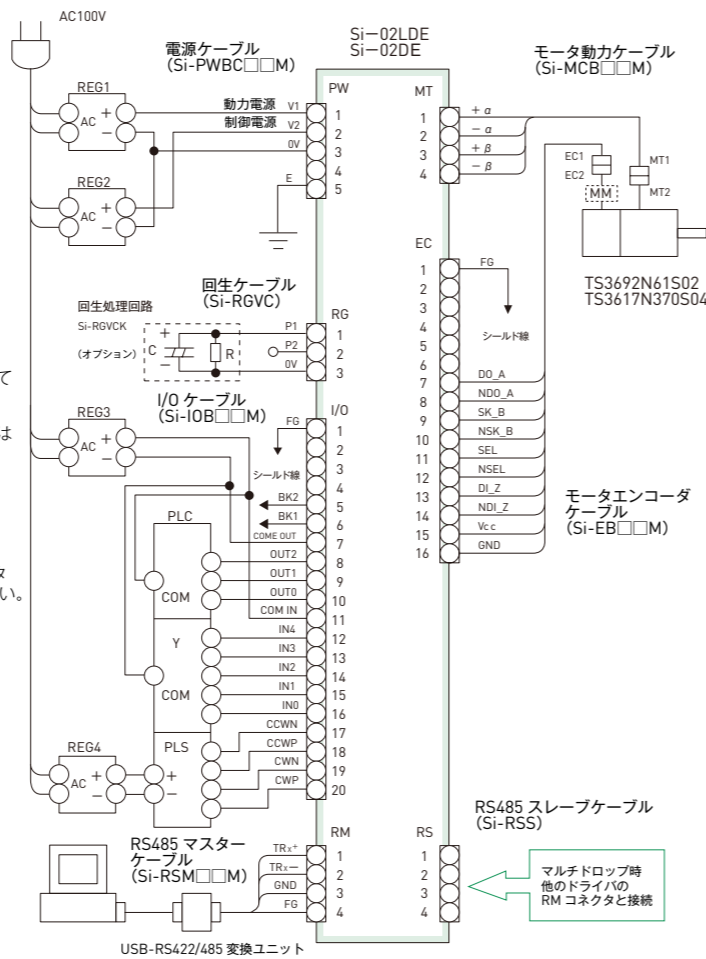 AC100V
Si-02LDE
Si-02DE
電源ケーブル
(Si-PWBC□□M)
モータ動力ケーブル
(Si-MCB□□M)
REG1
AC
+
−
動力電源 V1
制御電源 V2
0V
E
PW
1
2
3
4
5
REG2
AC
+
−
MT
1
2
3
4
+α
−α
+β
−β
EC1
EC2
MM
MT1
MT2
TS3692N61S02
TS3617N370S04
回生ケーブル
(Si-RGVC)
回生処理回路
Si-RGVCK
(オプション)
+
C
−
R
P1
P2
0V
RG
1
2
3
EC
1
2
3
4
5
6
7
8
9
10
11
12
13
14
15
16
FG
シールド線
DO_A
NDO_A
SK_B
NSK_B
SEL
NSEL
DI_Z
NDI_Z
Vcc
GND
モータエンコーダ
ケーブル
(Si-EB□□M)
て
は
タ
い。
I/O ケーブル
(Si-IOB□□M)
REG3
AC
+
−
I/O
1
2
3
4
5
6
7
8
9
10
11
12
13
14
15
16
17
18
19
20
FG
シールド線
BK2
BK1
COME OUT
OUT2
OUT1
OUT0
COM IN
IN4
IN3
IN2
IN1
IN0
CCWN
CCWP
CWN
CWP
PLC
COM
Y
COM
PLS
+
−
REG4
AC
+
−
RS485 マスター
ケーブル
(Si-RSM□□M)
TRx+
TRx−
GND
FG
RM
1
2
3
4
USB-RS422/485 変換ユニット
RS
1
2
3
4
RS485 スレーブケーブル
(Si-RSS)
マルチドロップ時
他のドライバの
RM コネクタと接続